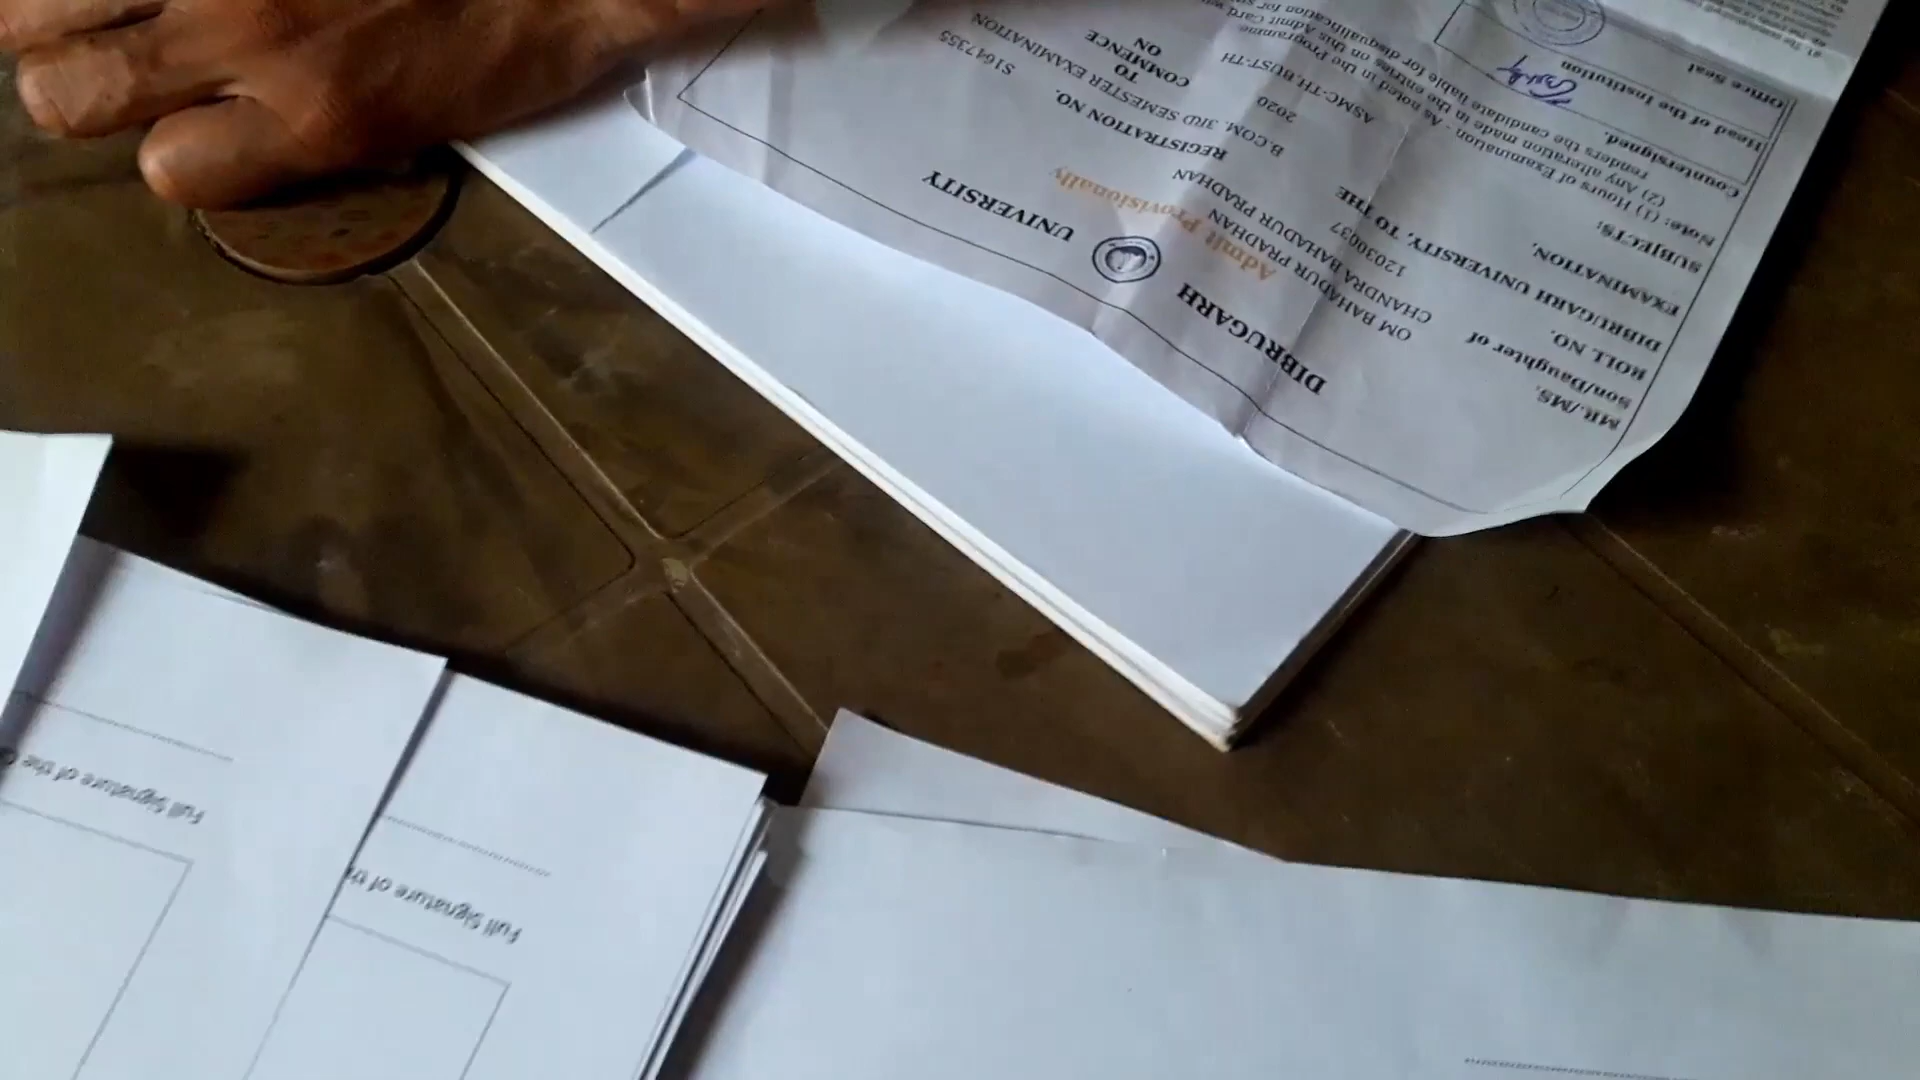 DIBRUGARH UNIVERSITY
Admit Provisionally
MR./MS. OM BAHADUR PRADHAN
Son/Daughter of CHANDRA BAHADUR PRADHAN
ROLL NO. 12030037 REGISTRATION NO. S1647355
DIBRUGARH UNIVERSITY, TO THE B.COM. 3RD SEMESTER EXAMINATION
EXAMINATION, 2020 TO COMMENCE ON
SUBJECTS: ASMC-TH.BUST-TH
Note: (1) Hours of Examination - As noted in the Programme
(2) Any alteration made in the entries on this Admit Card
renders the candidate liable for disqualification for
Countersigned.
Head of the Institution
Office Seat
Full Signature of the
Full Signature of